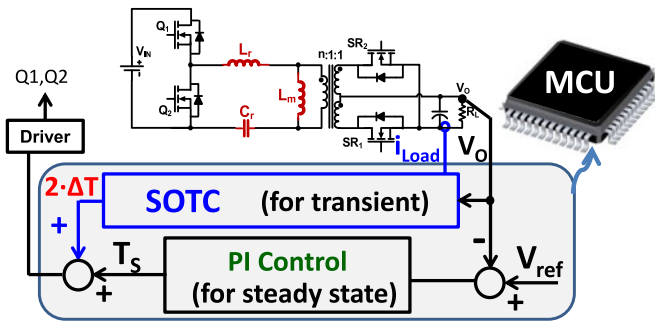 Q₁
V_IN
Q₂
L_r
L_m
C_r
n:1:1
SR₂
SR₁
V_O
R_L
MCU
Q1,Q2
Driver
i_Load
V_O
2·ΔT
SOTC (for transient)
+
-
T_S
PI Control
(for steady state)
V_ref
+
+